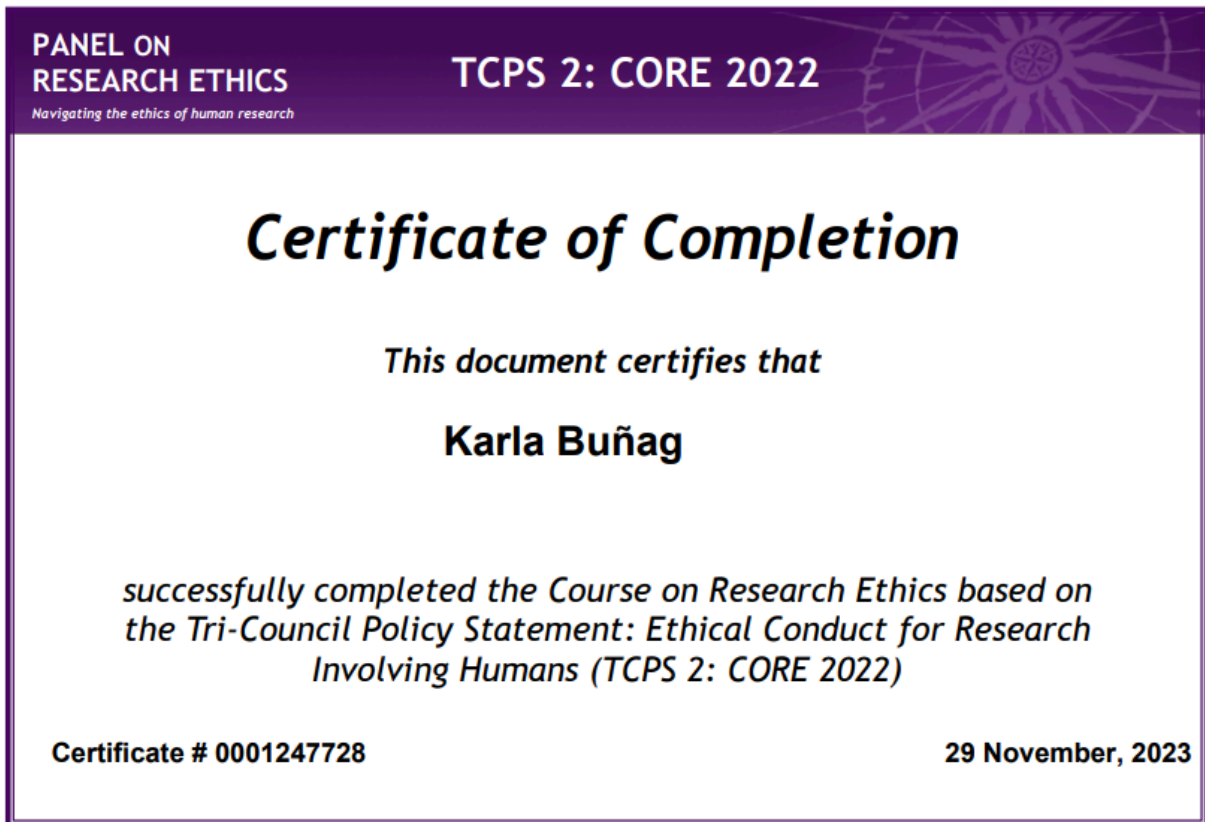 PANEL ON
RESEARCH ETHICS
Navigating the ethics of human research
TCPS 2: CORE 2022
Certificate of Completion
This document certifies that
Karla Buñag
successfully completed the Course on Research Ethics based on
the Tri-Council Policy Statement: Ethical Conduct for Research
Involving Humans (TCPS 2: CORE 2022)
Certificate # 0001247728
29 November, 2023